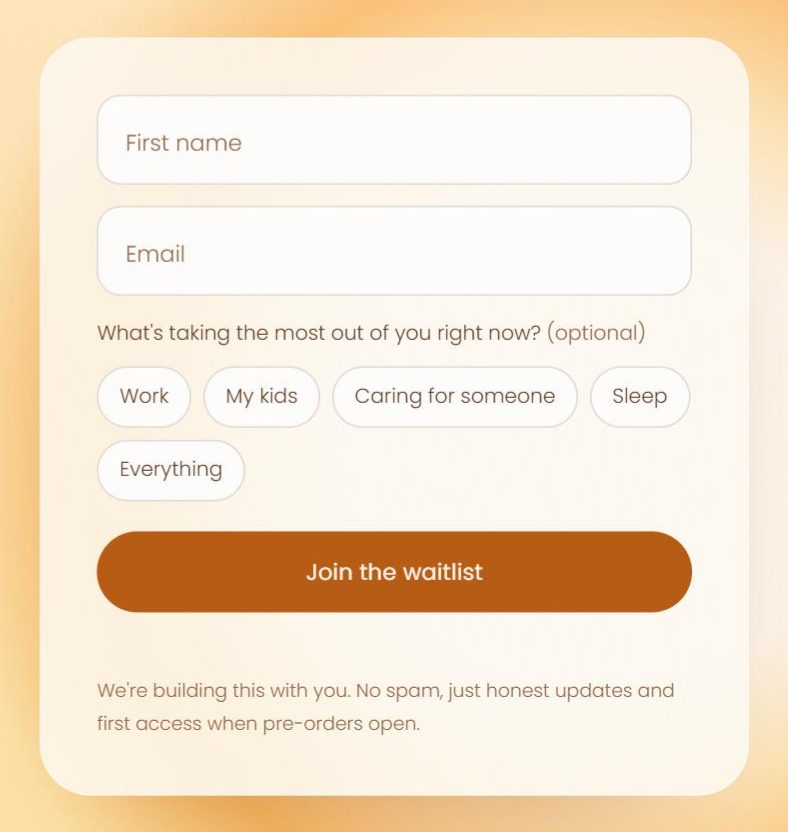 First name
Email
What's taking the most out of you right now? (optional)
Work My kids Caring for someone Sleep
Everything
Join the waitlist
We're building this with you. No spam, just honest updates and
first access when pre-orders open.